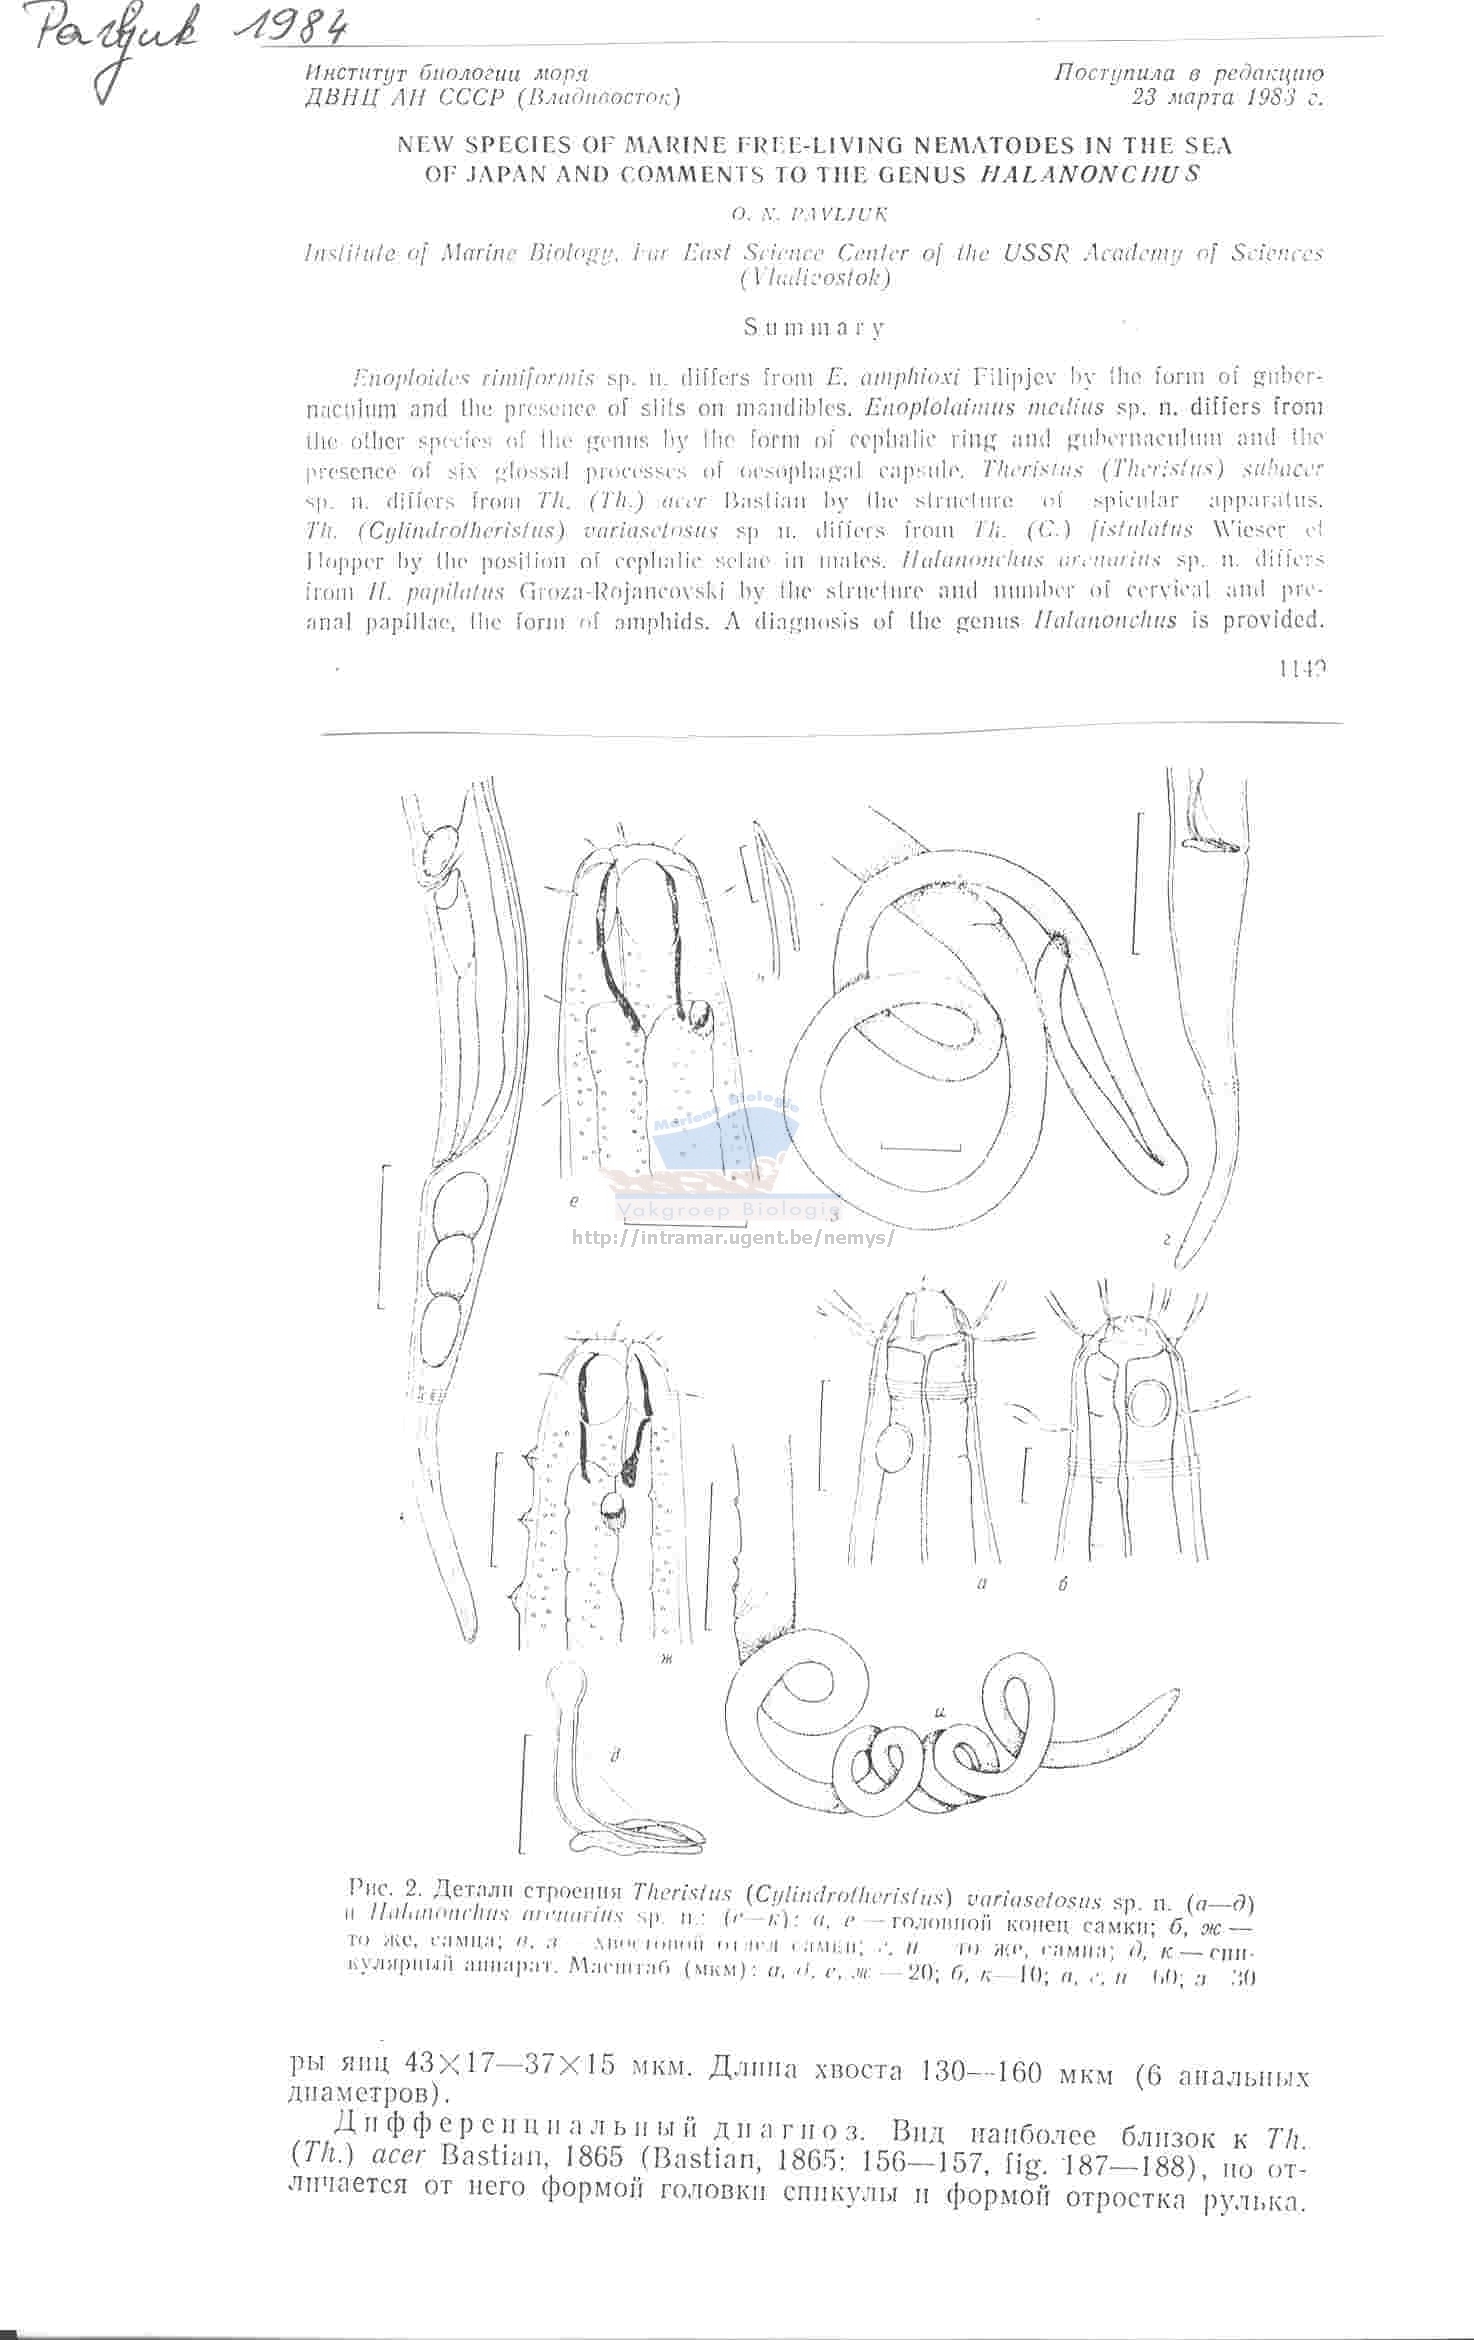 Pavljuk 1984
Институт биологии моря
ДВНЦ АН СССР (Владивосток)
Поступила в редакцию
23 марта 1983 г.
NEW SPECIES OF MARINE FREE-LIVING NEMATODES IN THE SEA
OF JAPAN AND COMMENTS TO THE GENUS HALANONCHUS
O. N. PAVLJUK
Institute of Marine Biology, Far East Science Center of the USSR Academy of Sciences
(Vladivostok)
Summary
Enoploides rimiformis sp. n. differs from E. amphioxi Filipjev by the form of guber-
naculum and the presence of slits on mandibles. Enoplolaimus medius sp. n. differs from
the other species of the genus by the form of cephalic ring and gubernaculum and the
presence of six glossal processes of oesophagal capsule. Theristus (Theristus) subacer
sp. n. differs from Th. (Th.) acer Bastian by the structure of spicular apparatus.
Th. (Cylindrotheristus) variasetosus sp n. differs from Th. (C.) fistulatus Wieser et
Hopper by the position of cephalic setae in males. Halanonchus arenarius sp. n. differs
from H. papilatus Groza-Rojancovski by the structure and number of cervical and pre-
anal papillae, the form of amphids. A diagnosis of the genus Halanonchus is provided.
1149
е
з
г
Mariene Biologie
Vakgroep Biologie
http://intramar.ugent.be/nemys/
а
б
ж
и
д
Рис. 2. Детали строения Theristus (Cylindrotheristus) variasetosus sp. n. (а—д)
и Halanonchus arenarius sp. n.: (е—к): а, е — головной конец самки; б, ж —
то же, самца; в, з — хвостовой отдел самки; г, и — то же, самца; д, к — спи-
кулярный аппарат. Масштаб (мкм): а, д, е, ж — 20; б, к — 10; в, г, и — 60; з — 30
ры яиц 43×17—37×15 мкм. Длина хвоста 130—160 мкм (6 анальных
диаметров).
Дифференциальный диагноз. Вид наиболее близок к Th.
(Th.) acer Bastian, 1865 (Bastian, 1865: 156—157, fig. 187—188), но от-
личается от него формой головки спикулы и формой отростка рулька.